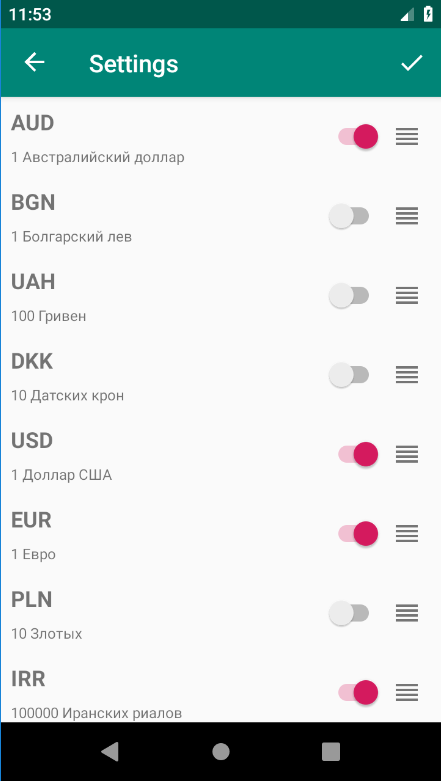 11:53
Settings
AUD
1 Австралийский доллар
BGN
1 Болгарский лев
UAH
100 Гривен
DKK
10 Датских крон
USD
1 Доллар США
EUR
1 Евро
PLN
10 Злотых
IRR
100000 Иранских риалов